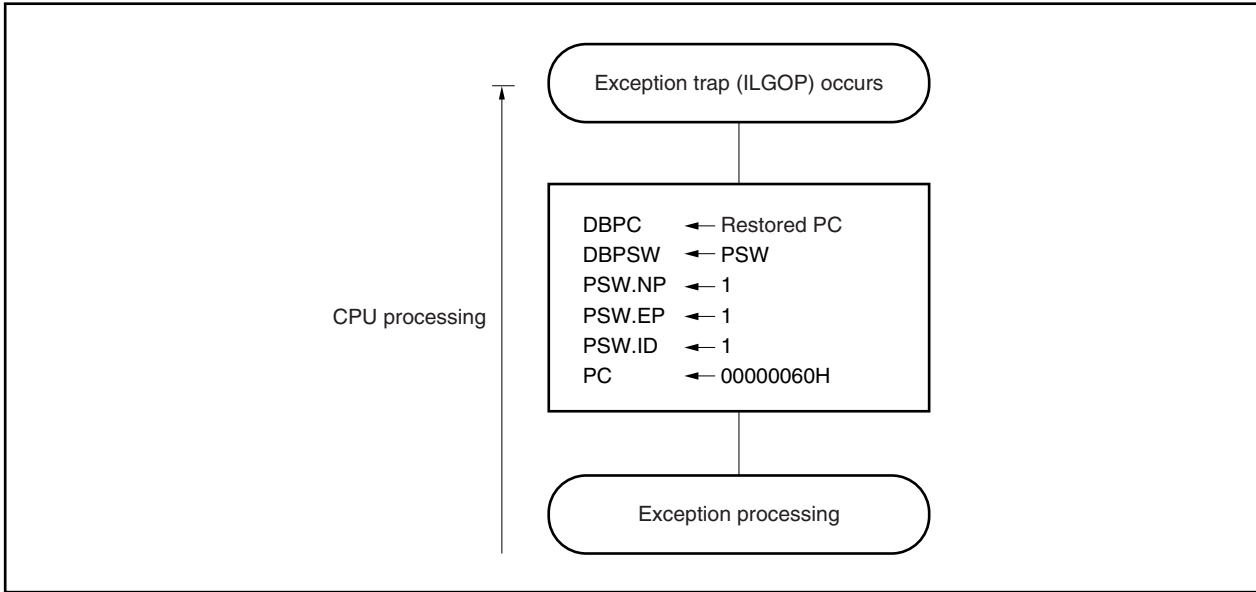 Exception trap (ILGOP) occurs
DBPC ← Restored PC
DBPSW ← PSW
PSW.NP ← 1
PSW.EP ← 1
PSW.ID ← 1
PC ← 00000060H
CPU processing
Exception processing